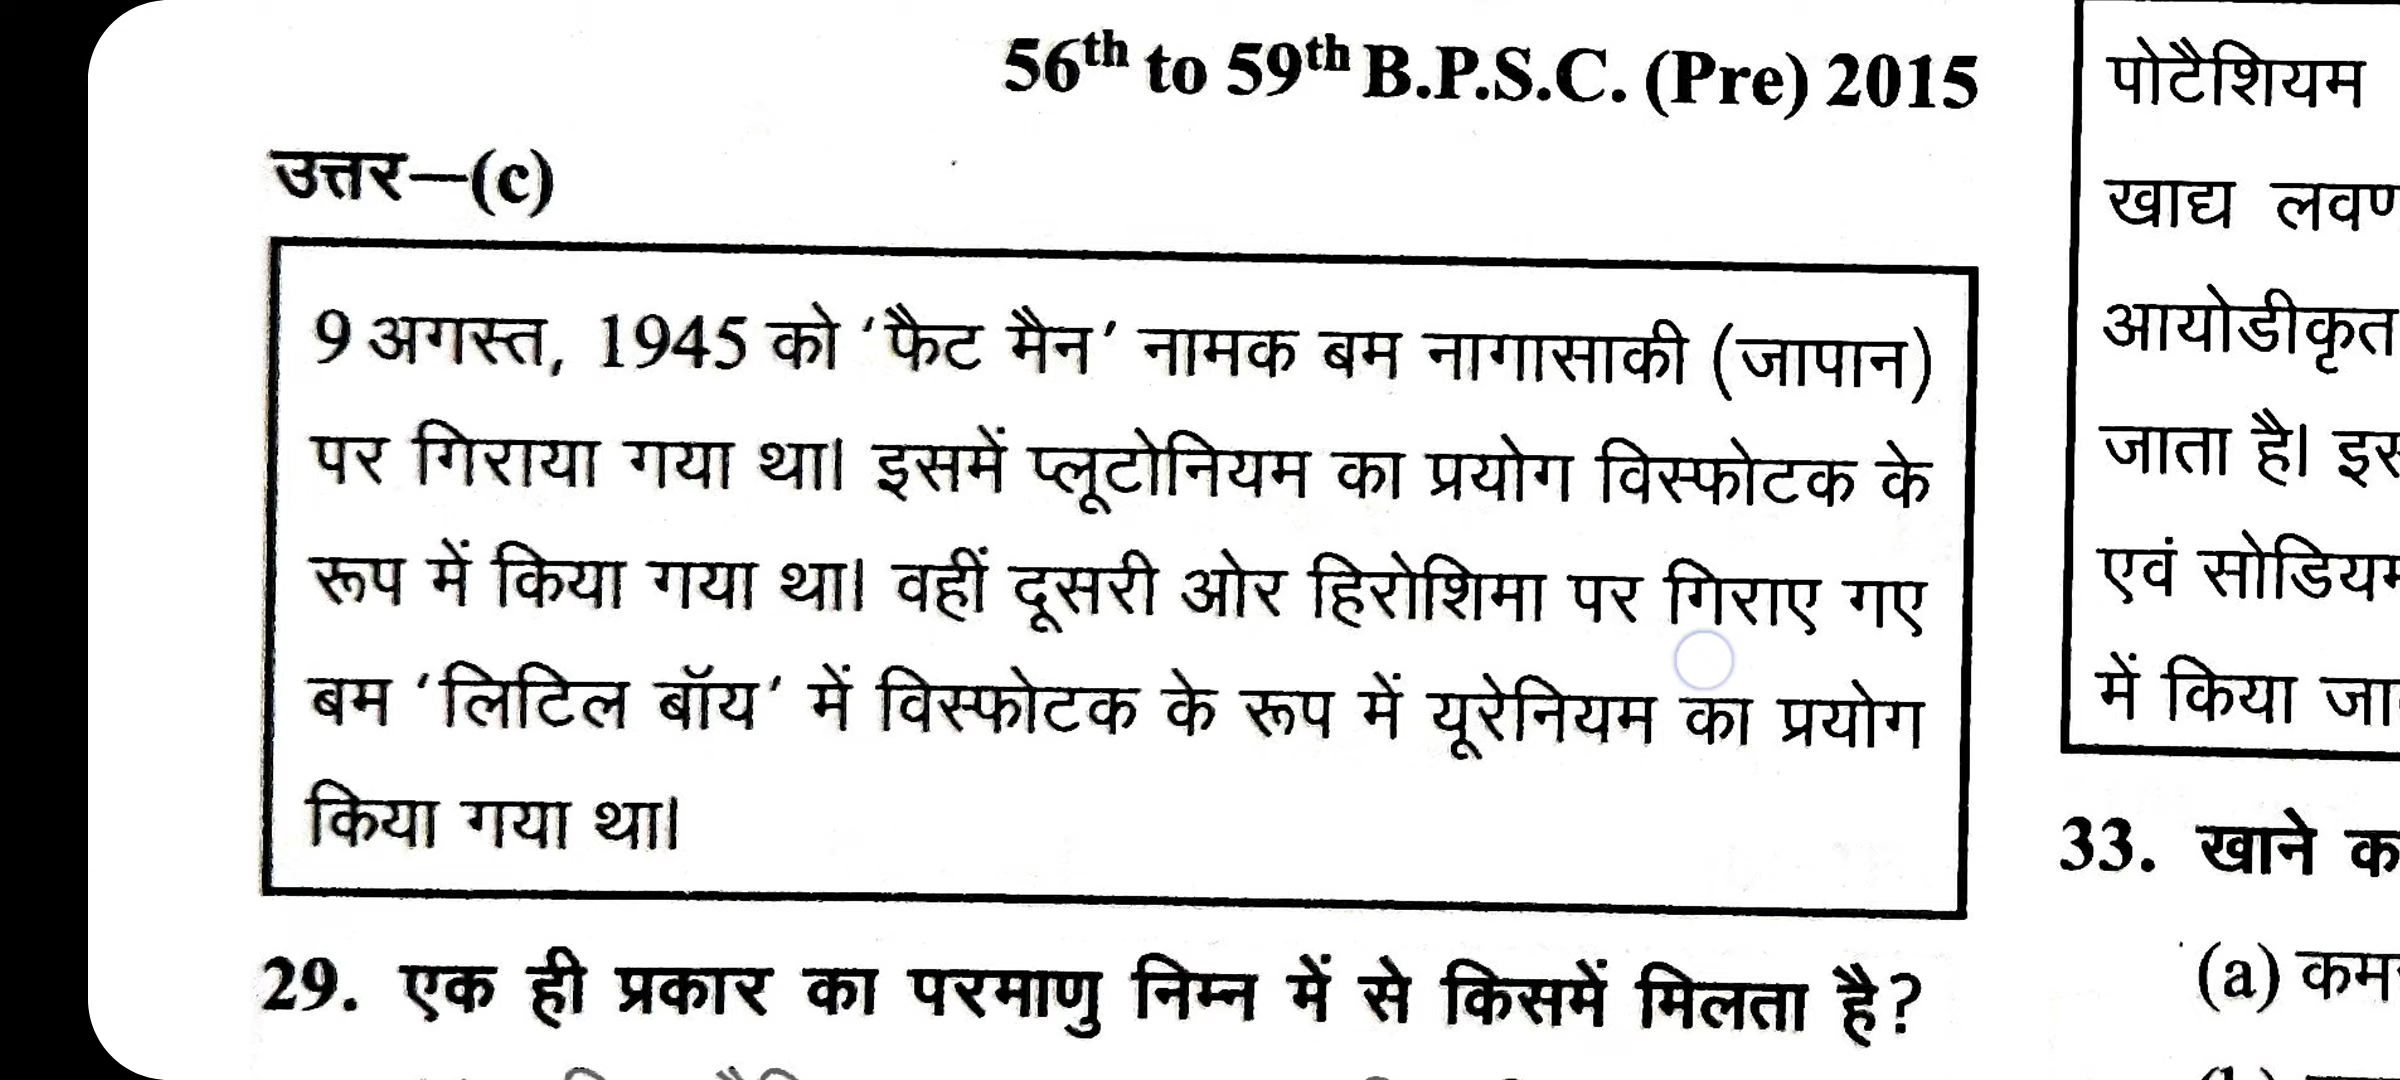 56th to 59th B.P.S.C. (Pre) 2015
उत्तर—(c)
9 अगस्त, 1945 को ‘फैट मैन’ नामक बम नागासाकी (जापान)
पर गिराया गया था। इसमें प्लूटोनियम का प्रयोग विस्फोटक के
रूप में किया गया था। वहीं दूसरी ओर हिरोशिमा पर गिराए गए
बम ‘लिटिल बॉय’ में विस्फोटक के रूप में यूरेनियम का प्रयोग
किया गया था।
29. एक ही प्रकार का परमाणु निम्न में से किसमें मिलता है?
पोटैशियम
खाद्य
आयोडीकृत
जाता है।
एवं
में किया
33. खाने
(a)